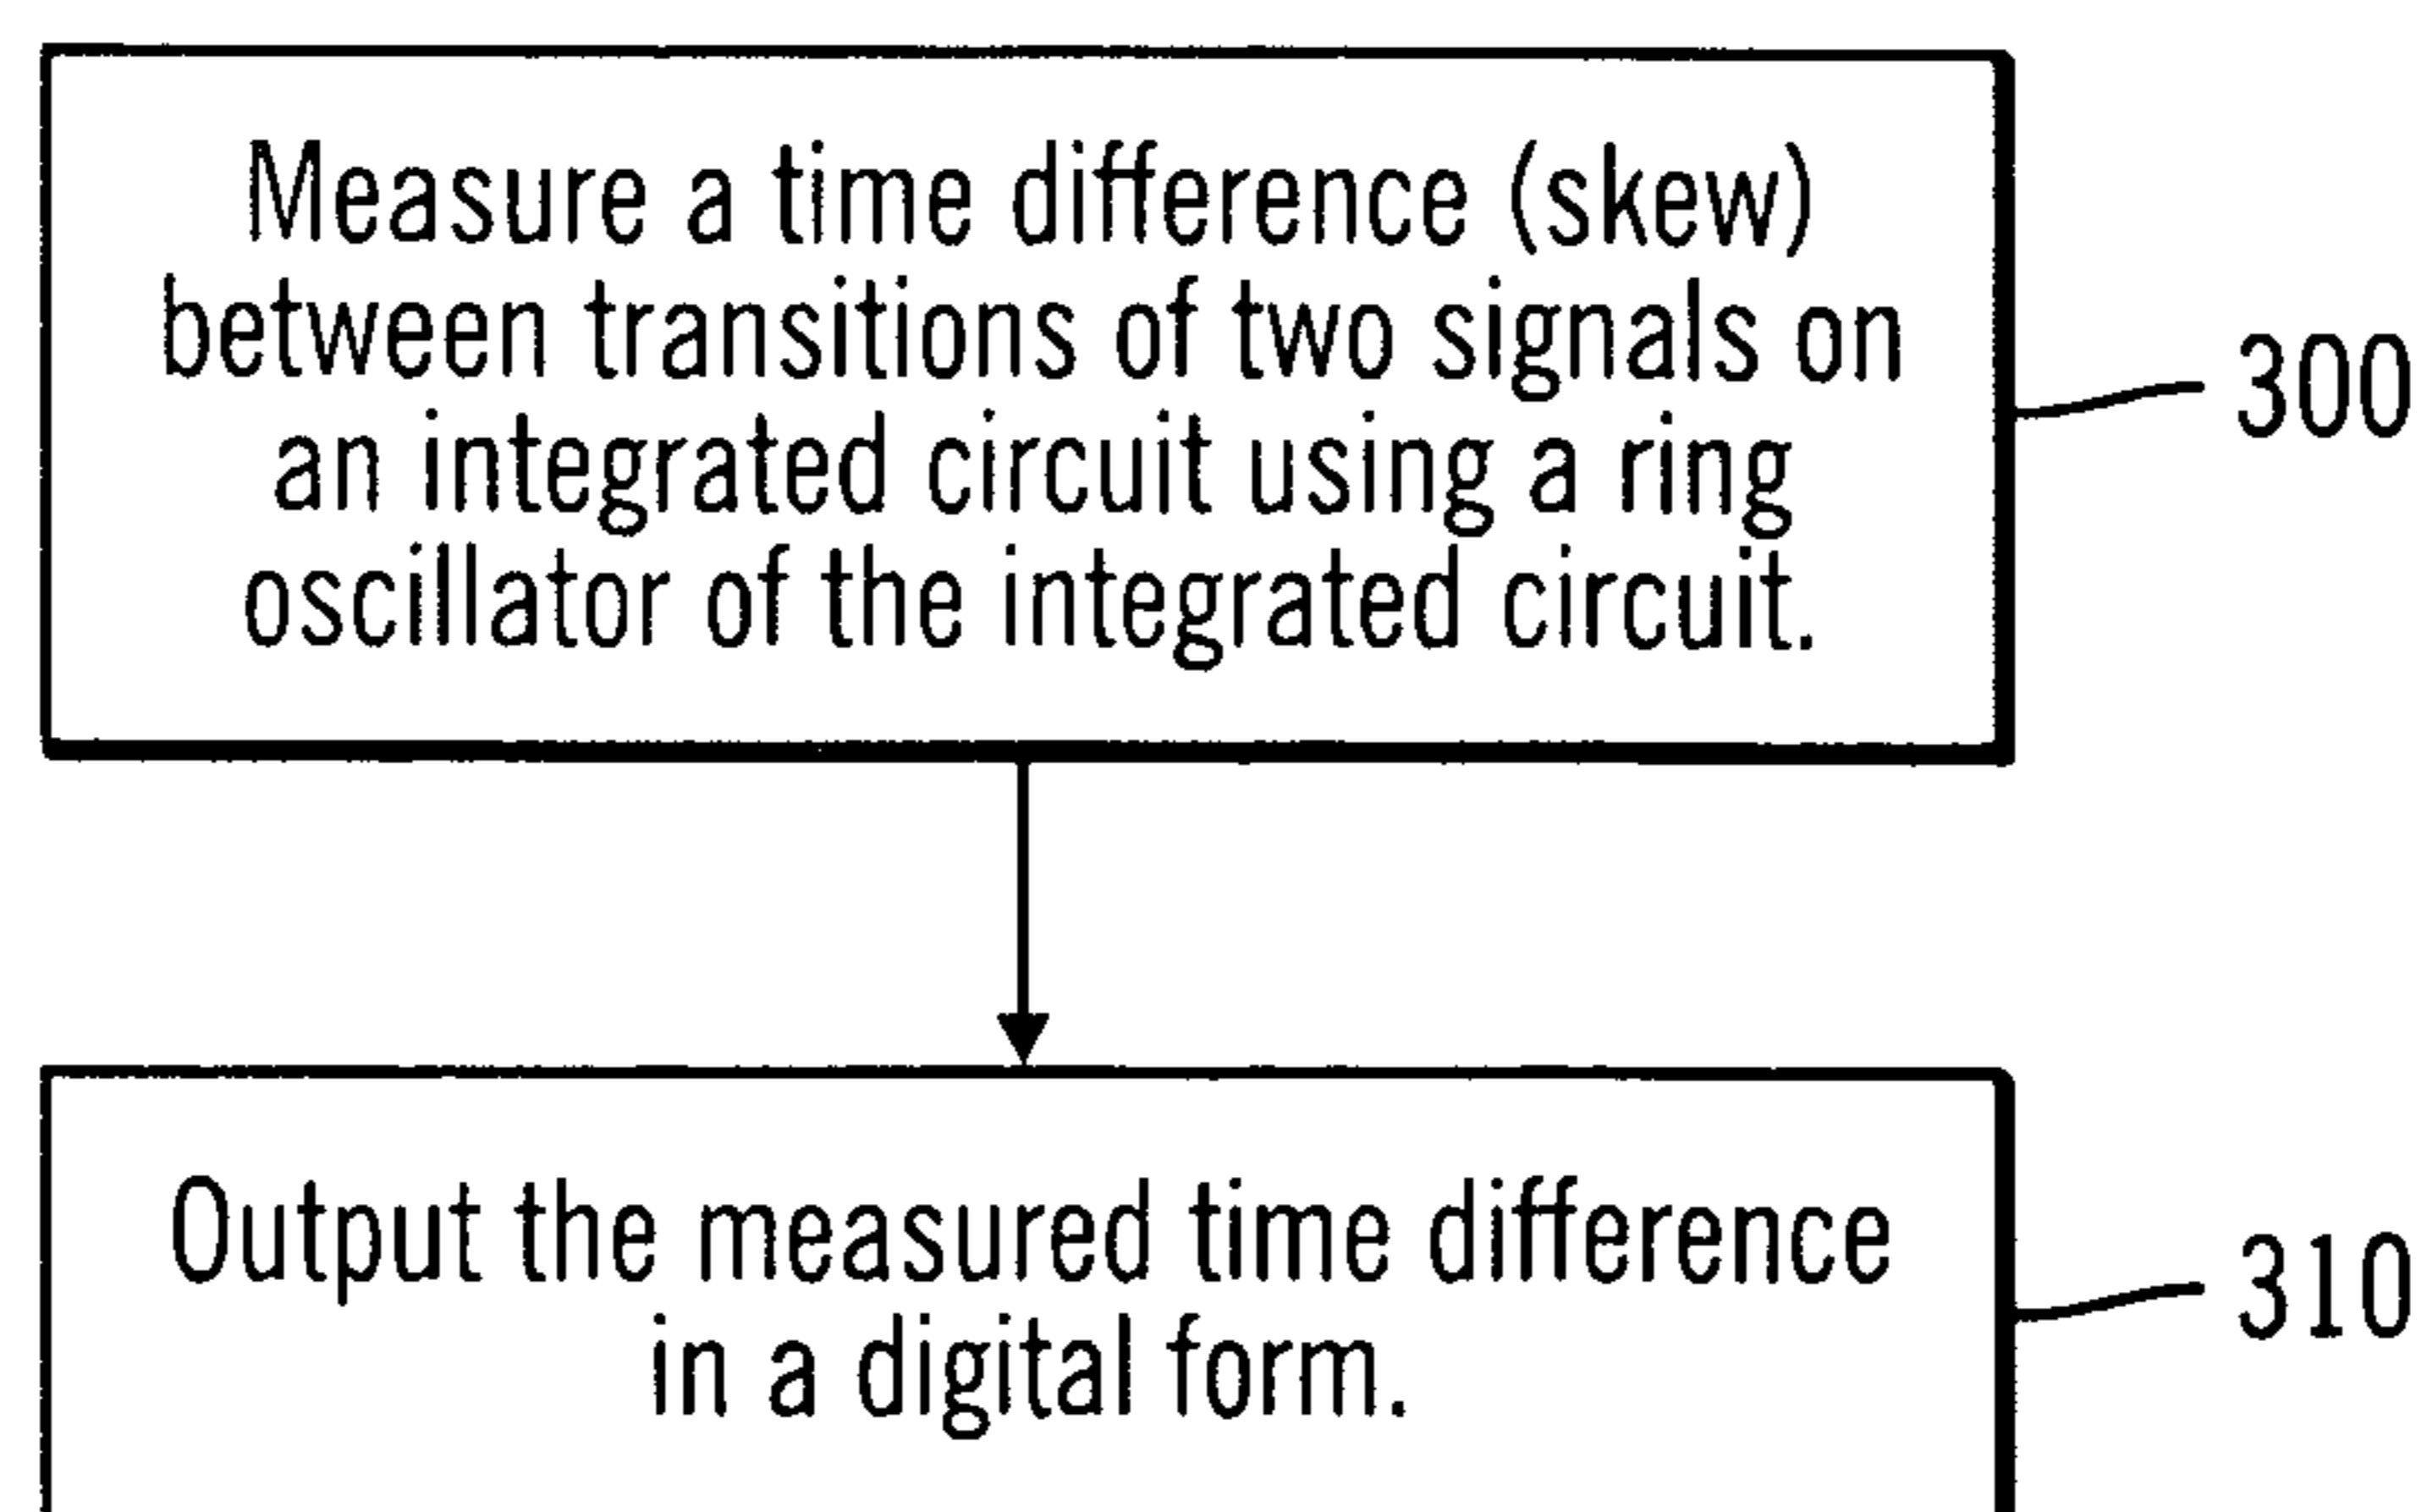 Measure a time difference (skew)
between transitions of two signals on
an integrated circuit using a ring
oscillator of the integrated circuit.
300
Output the measured time difference
in a digital form.
310